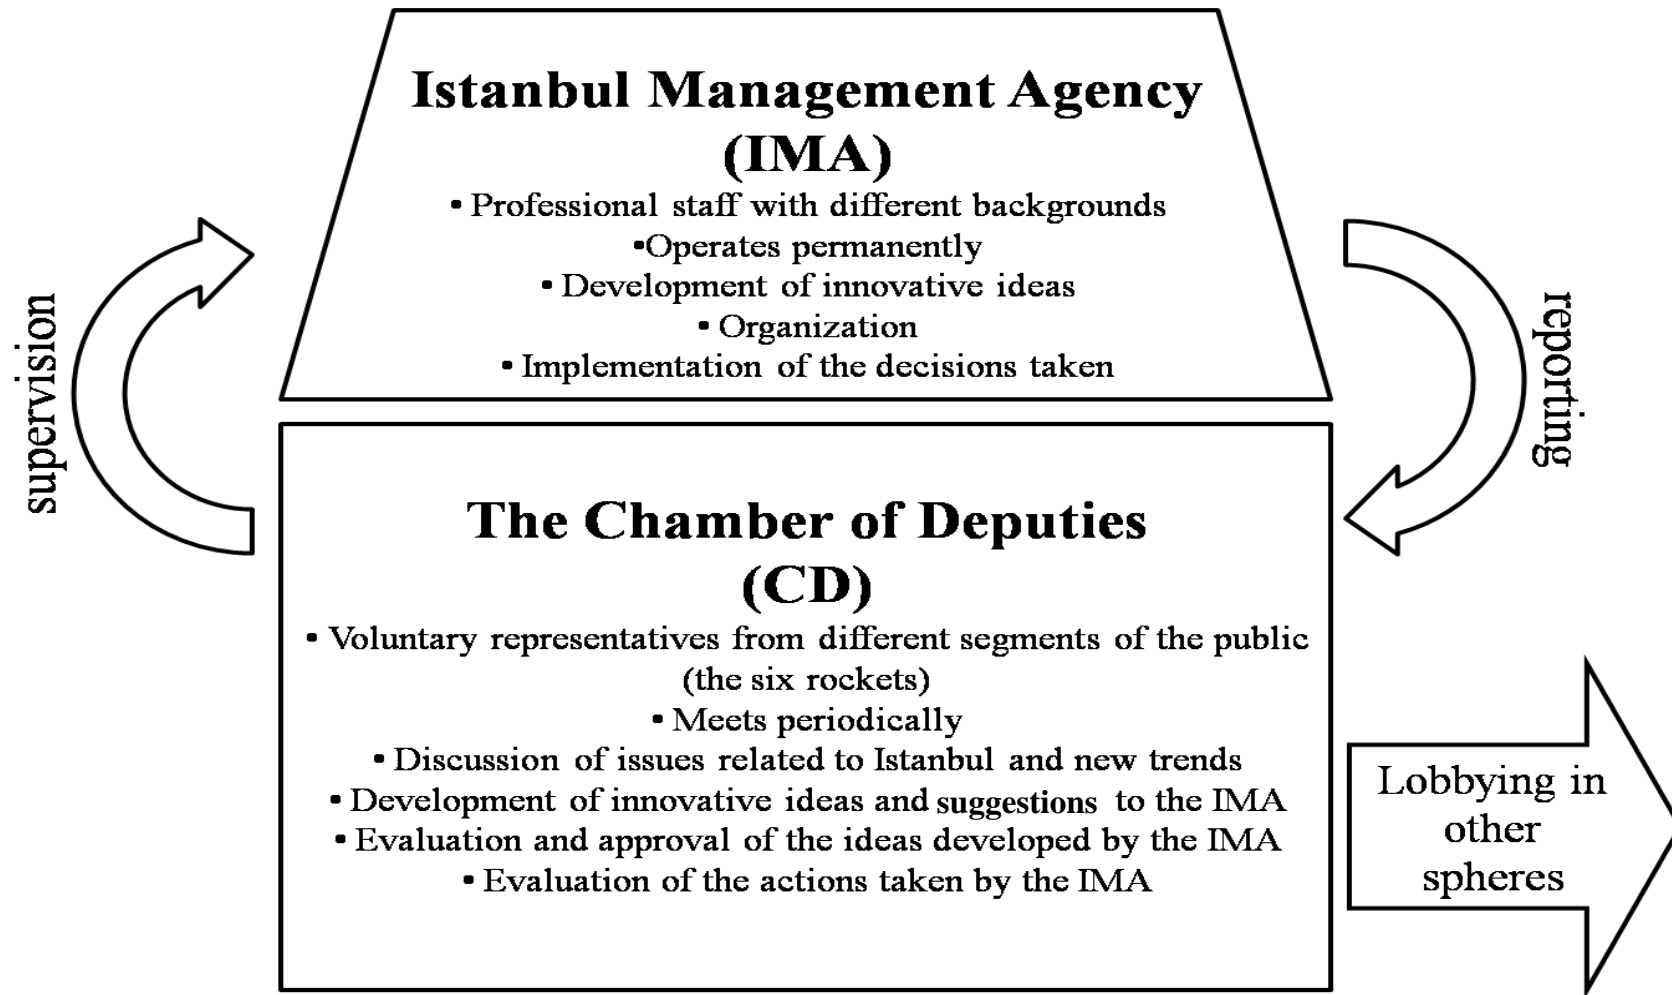 Istanbul Management Agency
(IMA)
▪ Professional staff with different backgrounds
▪Operates permanently
▪ Development of innovative ideas
▪ Organization
▪ Implementation of the decisions taken
supervision
reporting
The Chamber of Deputies
(CD)
▪ Voluntary representatives from different segments of the public
(the six rockets)
▪ Meets periodically
▪ Discussion of issues related to Istanbul and new trends
▪ Development of innovative ideas and suggestions to the IMA
▪ Evaluation and approval of the ideas developed by the IMA
▪ Evaluation of the actions taken by the IMA
Lobbying in
other
spheres